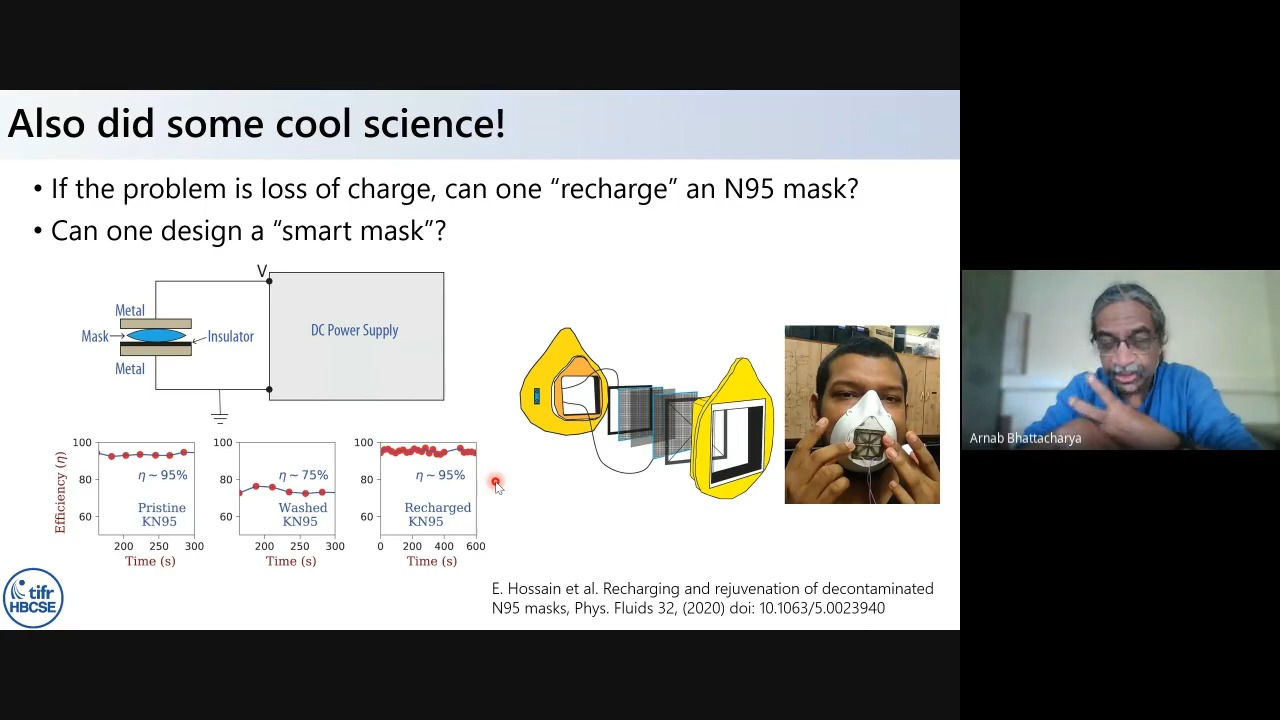 Also did some cool science!
• If the problem is loss of charge, can one “recharge” an N95 mask?
• Can one design a “smart mask”?
V
Metal
Mask
Insulator
DC Power Supply
Metal
Arnab Bhattacharya
Efficiency (η)
100
80
60
η ~ 95%
Pristine
KN95
200 250 300
Time (s)
100
80
60
η ~ 75%
Washed
KN95
200 250 300
Time (s)
100
80
60
η ~ 95%
Recharged
KN95
0 200 400 600
Time (s)
tifr
HBCSE
E. Hossain et al. Recharging and rejuvenation of decontaminated
N95 masks, Phys. Fluids 32, (2020) doi: 10.1063/5.0023940